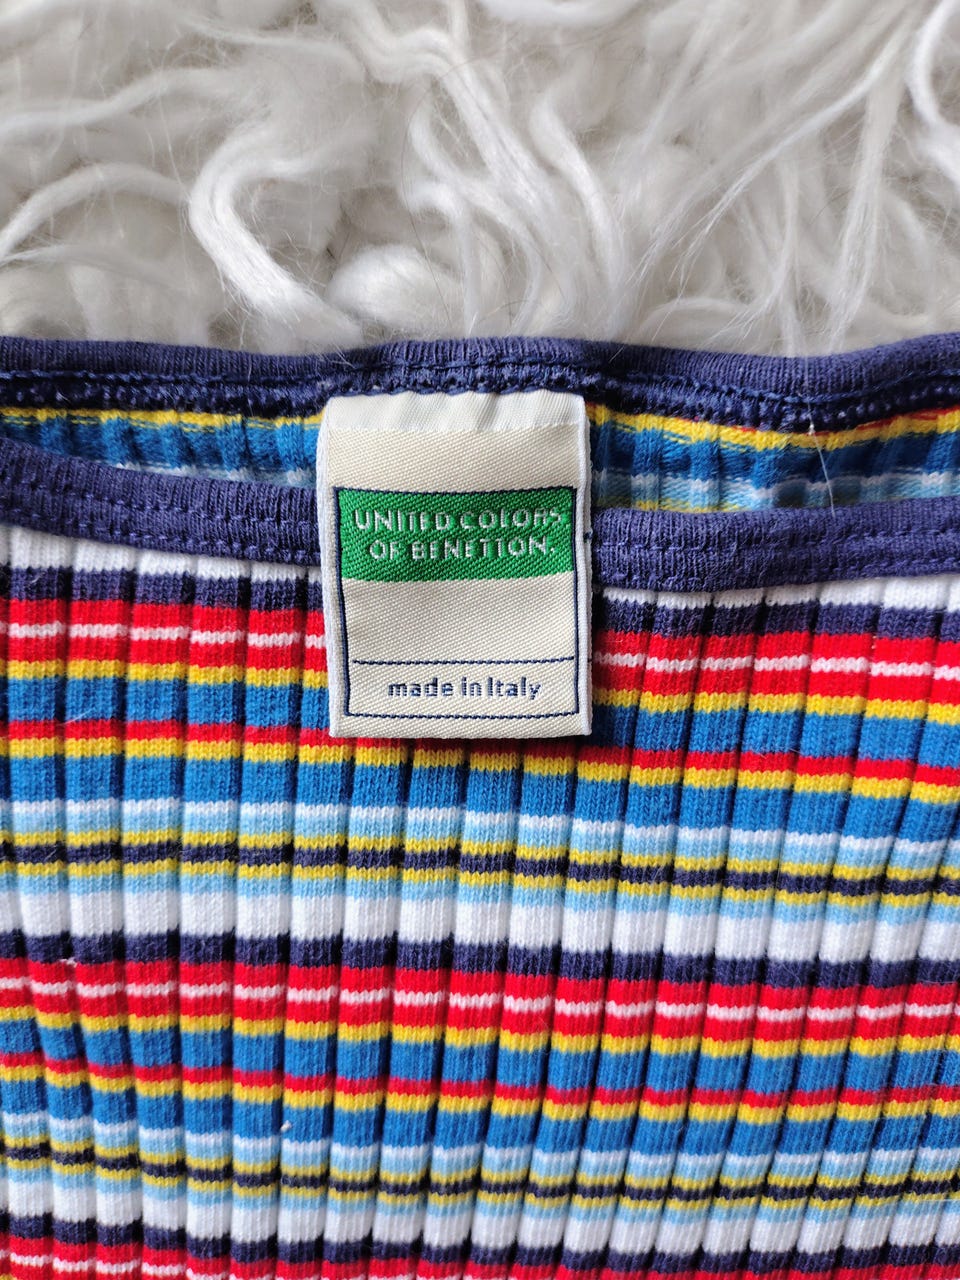 UNITED COLORS
OF BENETTON.
made in Italy